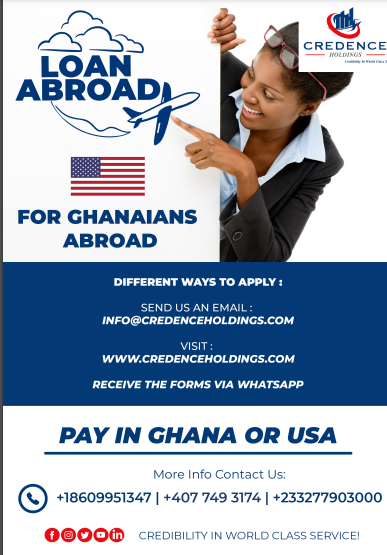 CREDENCE
HOLDINGS
LOAN
ABROAD
FOR GHANAIANS
ABROAD
DIFFERENT WAYS TO APPLY :
SEND US AN EMAIL :
INFO@CREDENCEHOLDINGS.COM
VISIT :
WWW.CREDENCEHOLDINGS.COM
RECEIVE THE FORMS VIA WHATSAPP
PAY IN GHANA OR USA
More Info Contact Us:
+18609951347 | +407 749 3174 | +233277903000
CREDIBILITY IN WORLD CLASS SERVICE!